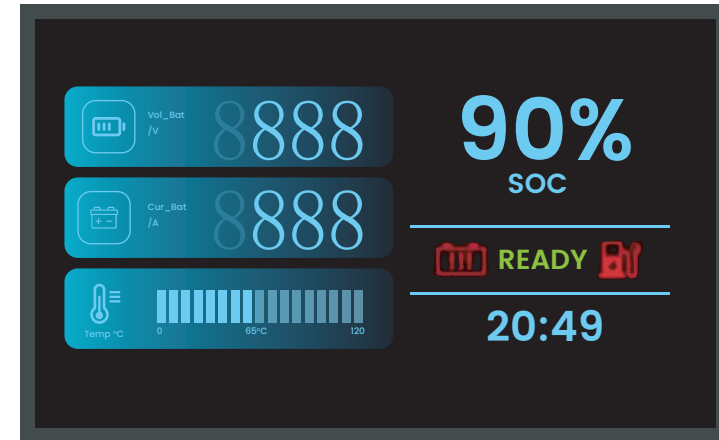 Vol_Bat
/V
8888
Cur_Bat
/A
8888
Temp °C
0 65°C 120
90%
SOC
READY
20:49